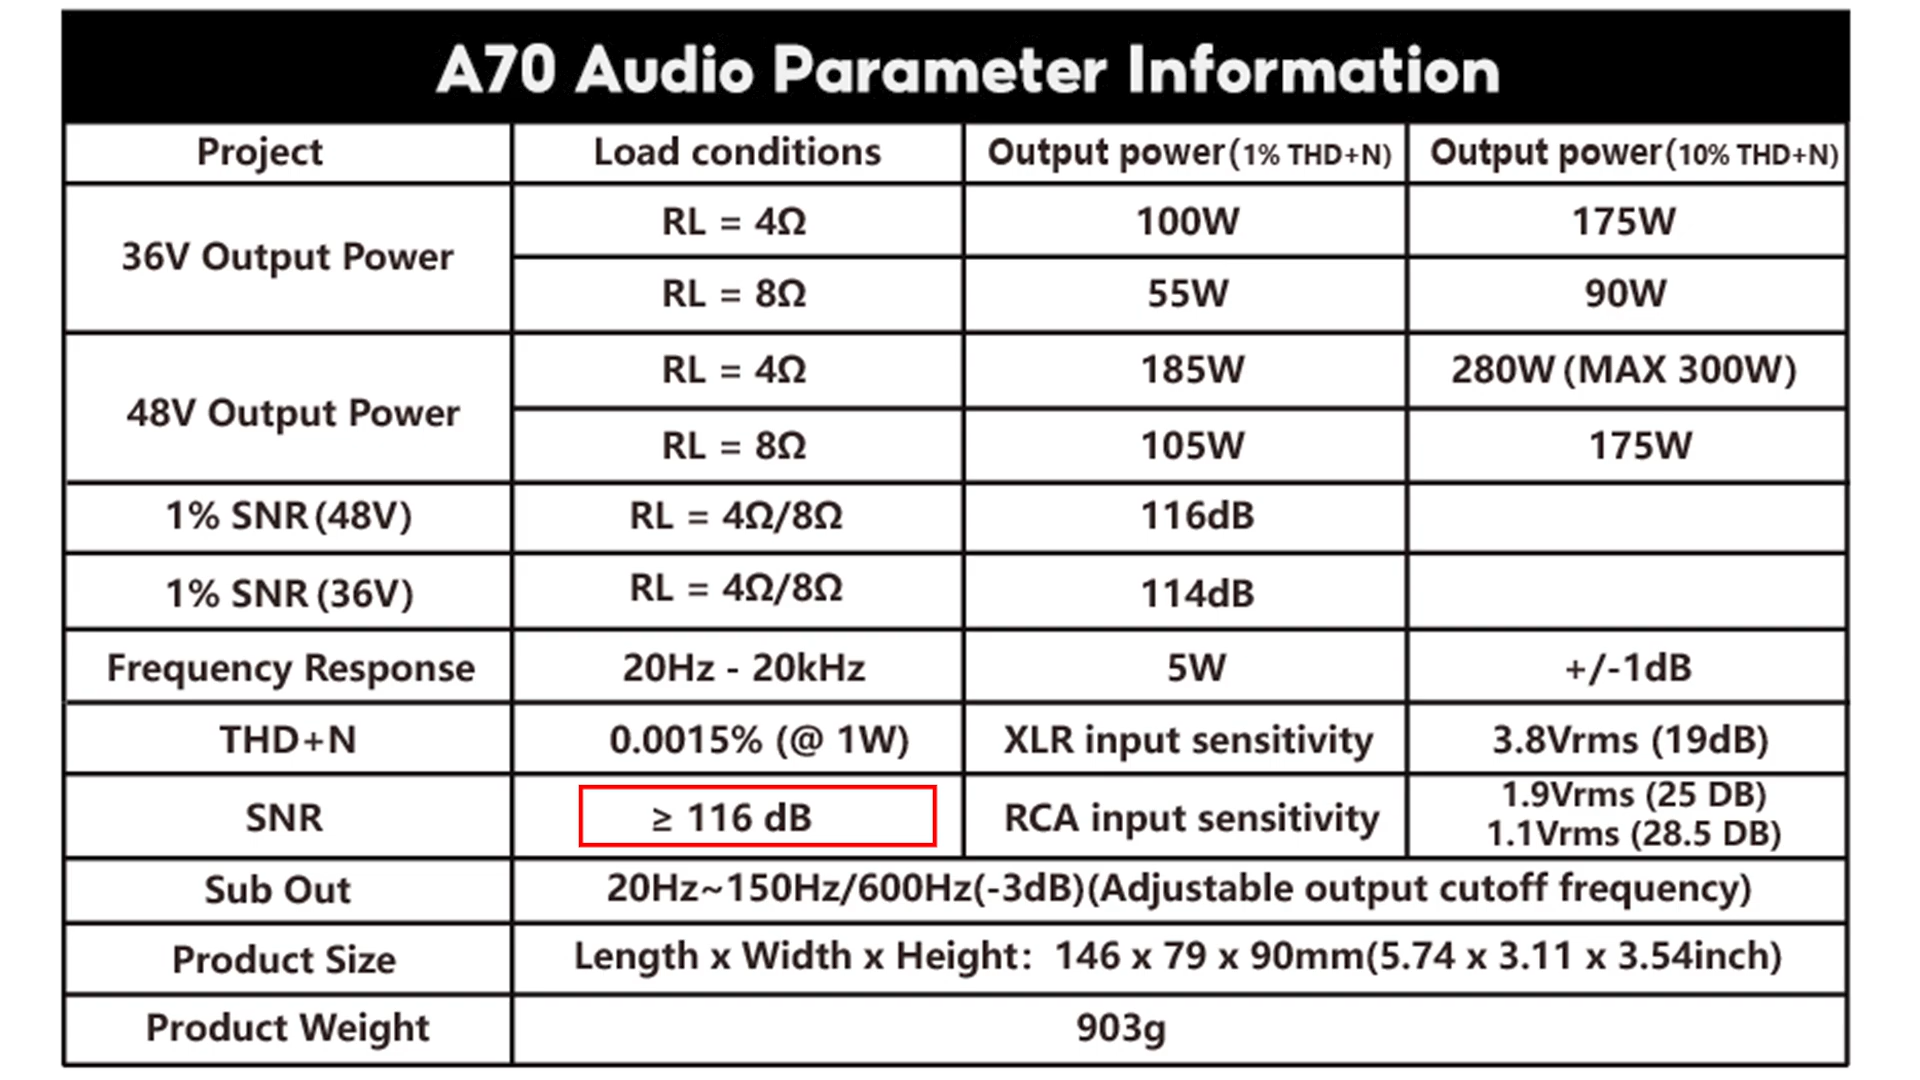 A70 Audio Parameter Information
Project Load conditions Output power(1% THD+N) Output power(10% THD+N)
36V Output Power RL = 4Ω 100W 175W
RL = 8Ω 55W 90W
48V Output Power RL = 4Ω 185W 280W (MAX 300W)
RL = 8Ω 105W 175W
1% SNR(48V) RL = 4Ω/8Ω 116dB
1% SNR(36V) RL = 4Ω/8Ω 114dB
Frequency Response 20Hz - 20kHz 5W +/-1dB
THD+N 0.0015% (@ 1W) XLR input sensitivity 3.8Vrms (19dB)
SNR ≥ 116 dB RCA input sensitivity 1.9Vrms (25 DB)
1.1Vrms (28.5 DB)
Sub Out 20Hz~150Hz/600Hz(-3dB)(Adjustable output cutoff frequency)
Product Size Length x Width x Height: 146 x 79 x 90mm(5.74 x 3.11 x 3.54inch)
Product Weight 903g